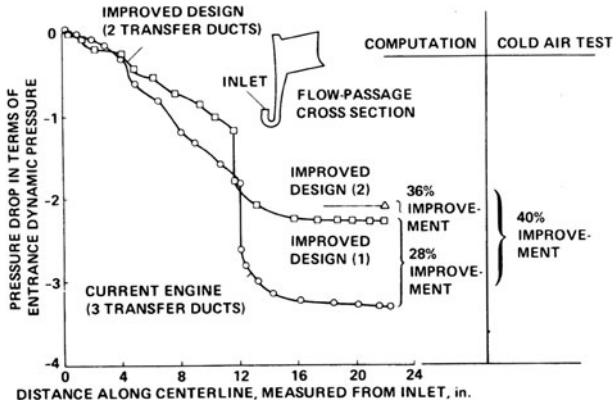 IMPROVED DESIGN
(2 TRANSFER DUCTS)
INLET
FLOW-PASSAGE
CROSS SECTION
COMPUTATION
COLD AIR TEST
PRESSURE DROP IN TERMS OF
ENTRANCE DYNAMIC PRESSURE
0
-1
-2
-3
-4
IMPROVED
DESIGN (2)
36%
IMPROVE-
MENT
IMPROVED
DESIGN (1)
28%
IMPROVE-
MENT
40%
IMPROVE-
MENT
CURRENT ENGINE
(3 TRANSFER DUCTS)
0
4
8
12
16
20
24
DISTANCE ALONG CENTERLINE, MEASURED FROM INLET, in.